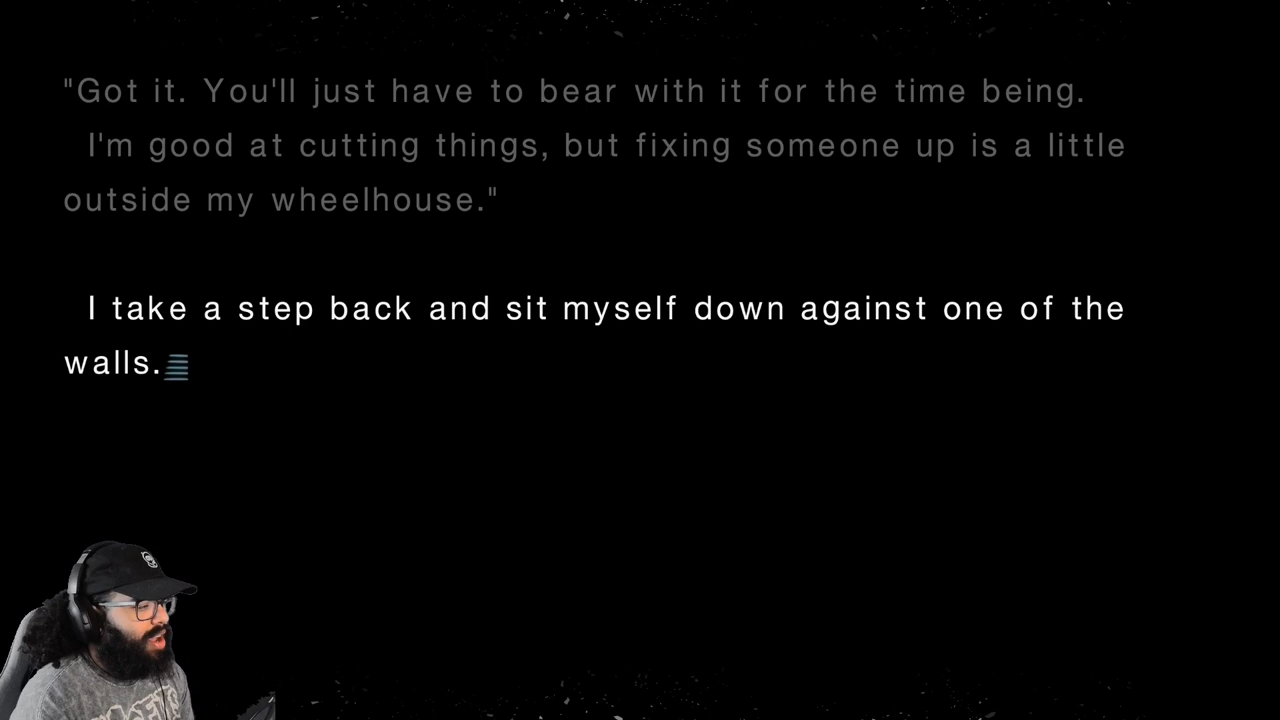 "Got it. You'll just have to bear with it for the time being.
I'm good at cutting things, but fixing someone up is a little
outside my wheelhouse."
I take a step back and sit myself down against one of the
walls.